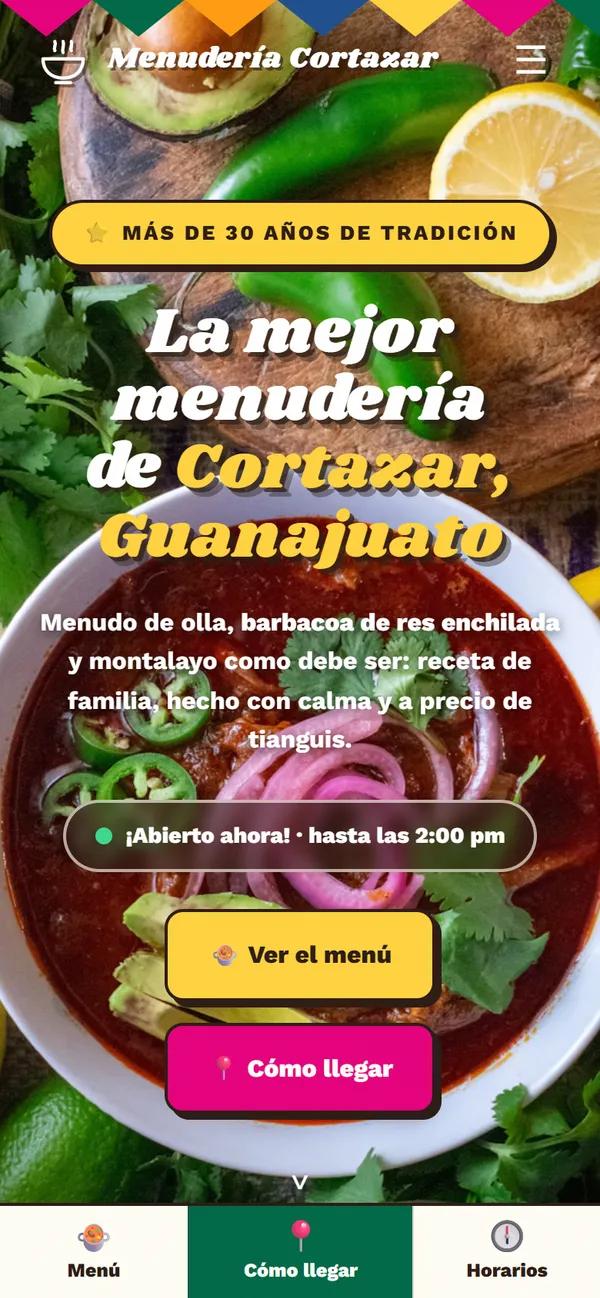 Menudería Cortazar
MÁS DE 30 AÑOS DE TRADICIÓN
La mejor
menudería
de Cortazar,
Guanajuato
Menudo de olla, barbacoa de res enchilada
y montalayo como debe ser: receta de
familia, hecho con calma y a precio de
tianguis.
¡Abierto ahora! · hasta las 2:00 pm
Ver el menú
Cómo llegar
Menú
Cómo llegar
Horarios